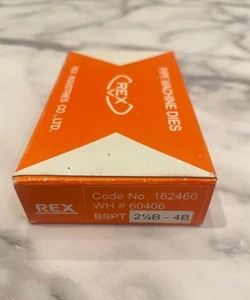 REX INDUSTRIES CO., LTD.
REX
PIPE MACHINE DIES
REX
Code No. 162460
WH # 60406
BSPT 2½B - 4B